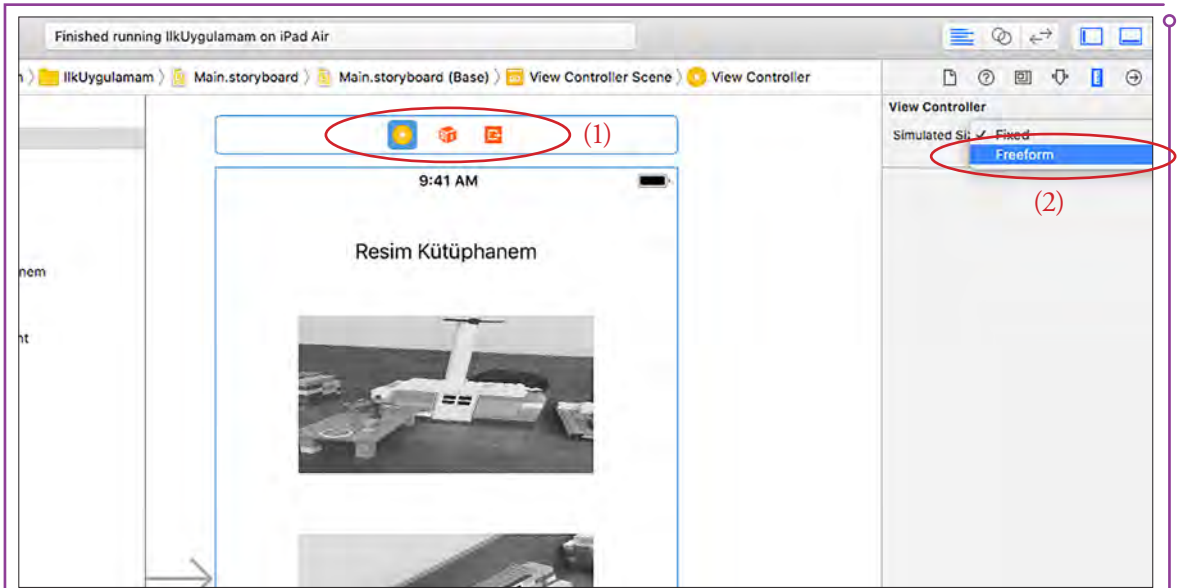 Finished running IlkUygulamam on iPad Air
IlkUygulamam Main.storyboard Main.storyboard (Base) View Controller Scene View Controller
View Controller
Simulated Si: ✓ Fixed
Freeform
(1)
(2)
9:41 AM
Resim Kütüphanem
nem
nt